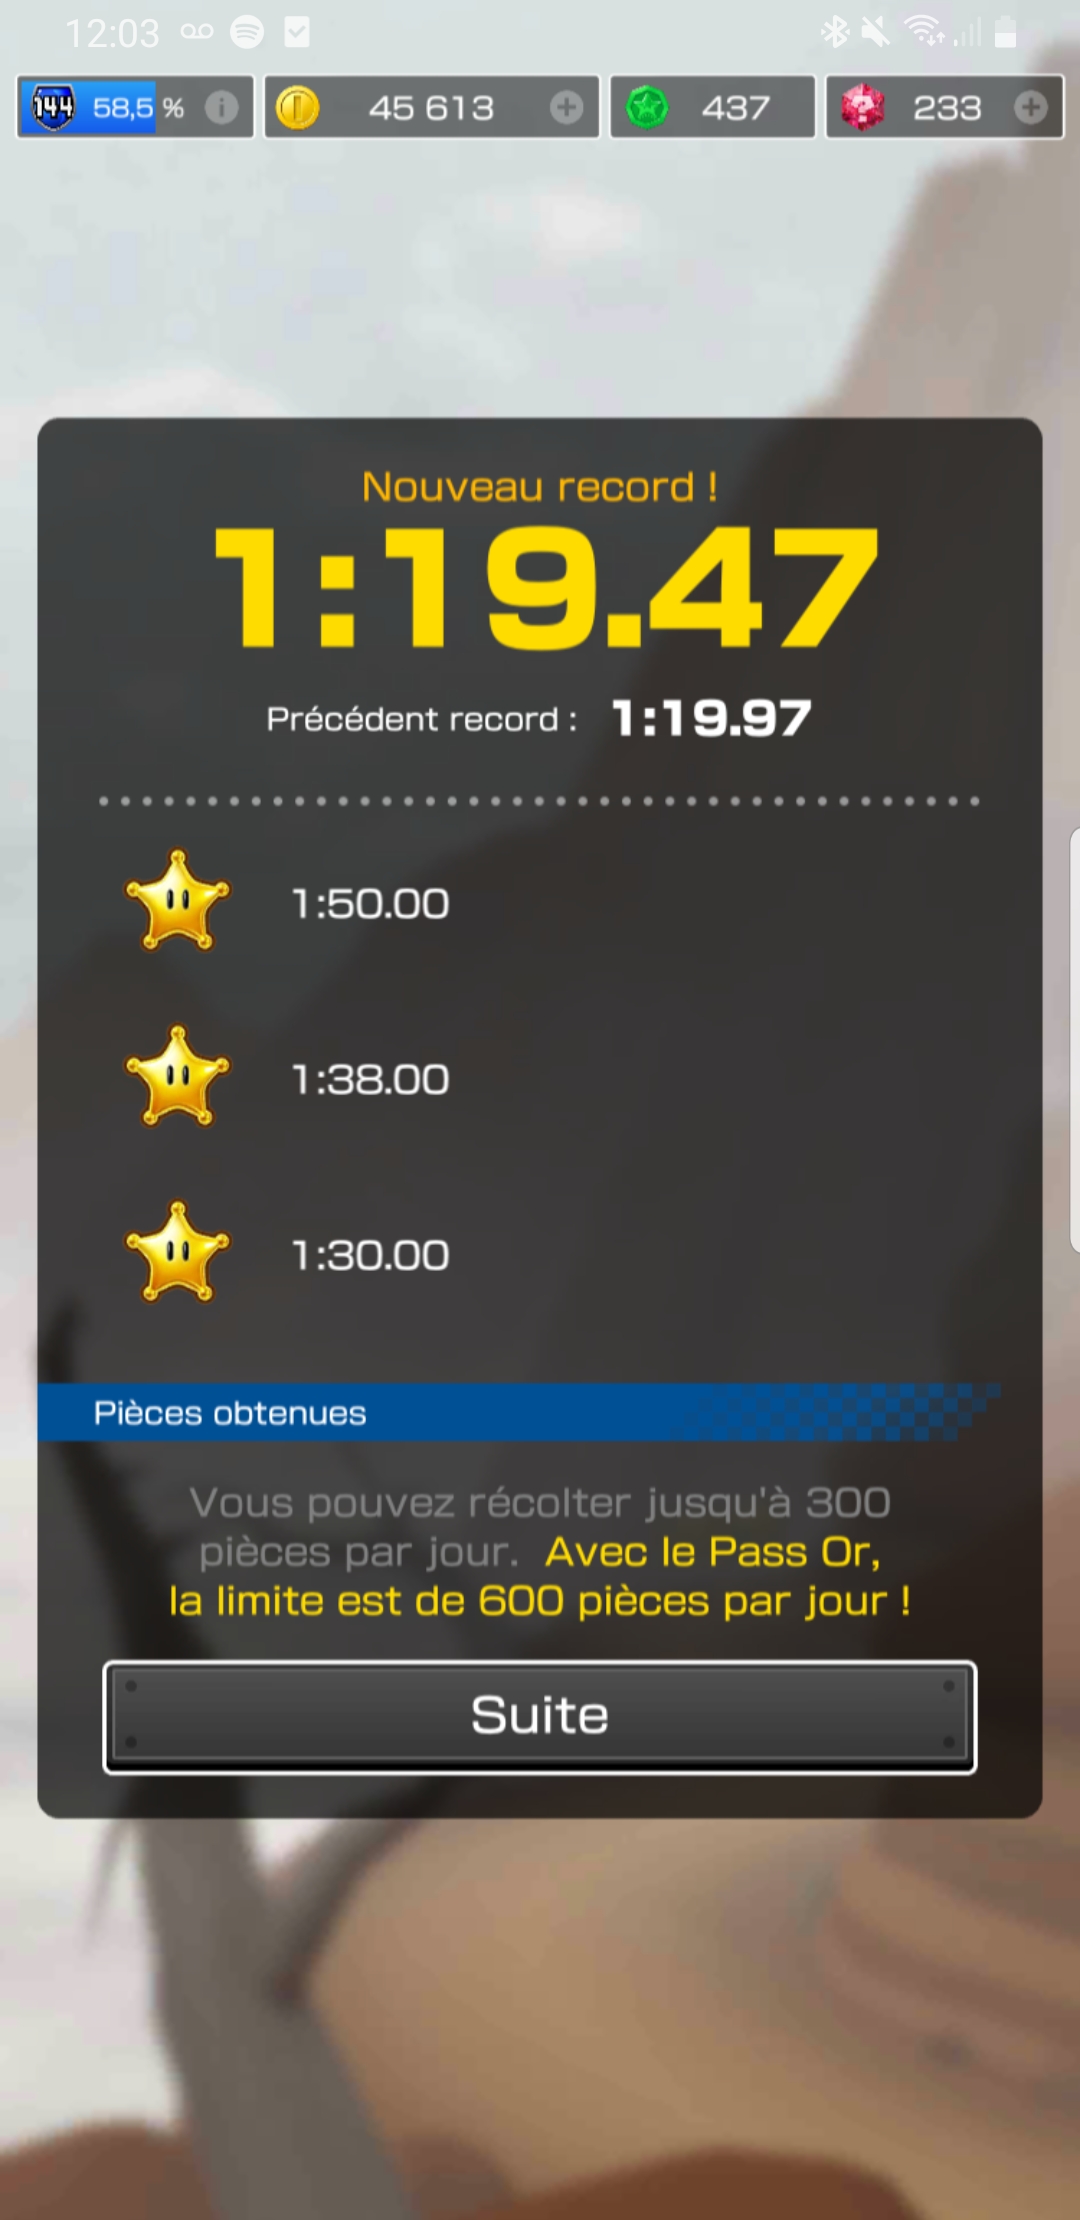 12:03
144 58,5 % 45 613 437 233
Nouveau record !
1:19.47
Précédent record : 1:19.97
1:50.00
1:38.00
1:30.00
Pièces obtenues
Vous pouvez récolter jusqu'à 300
pièces par jour. Avec le Pass Or,
la limite est de 600 pièces par jour !
Suite